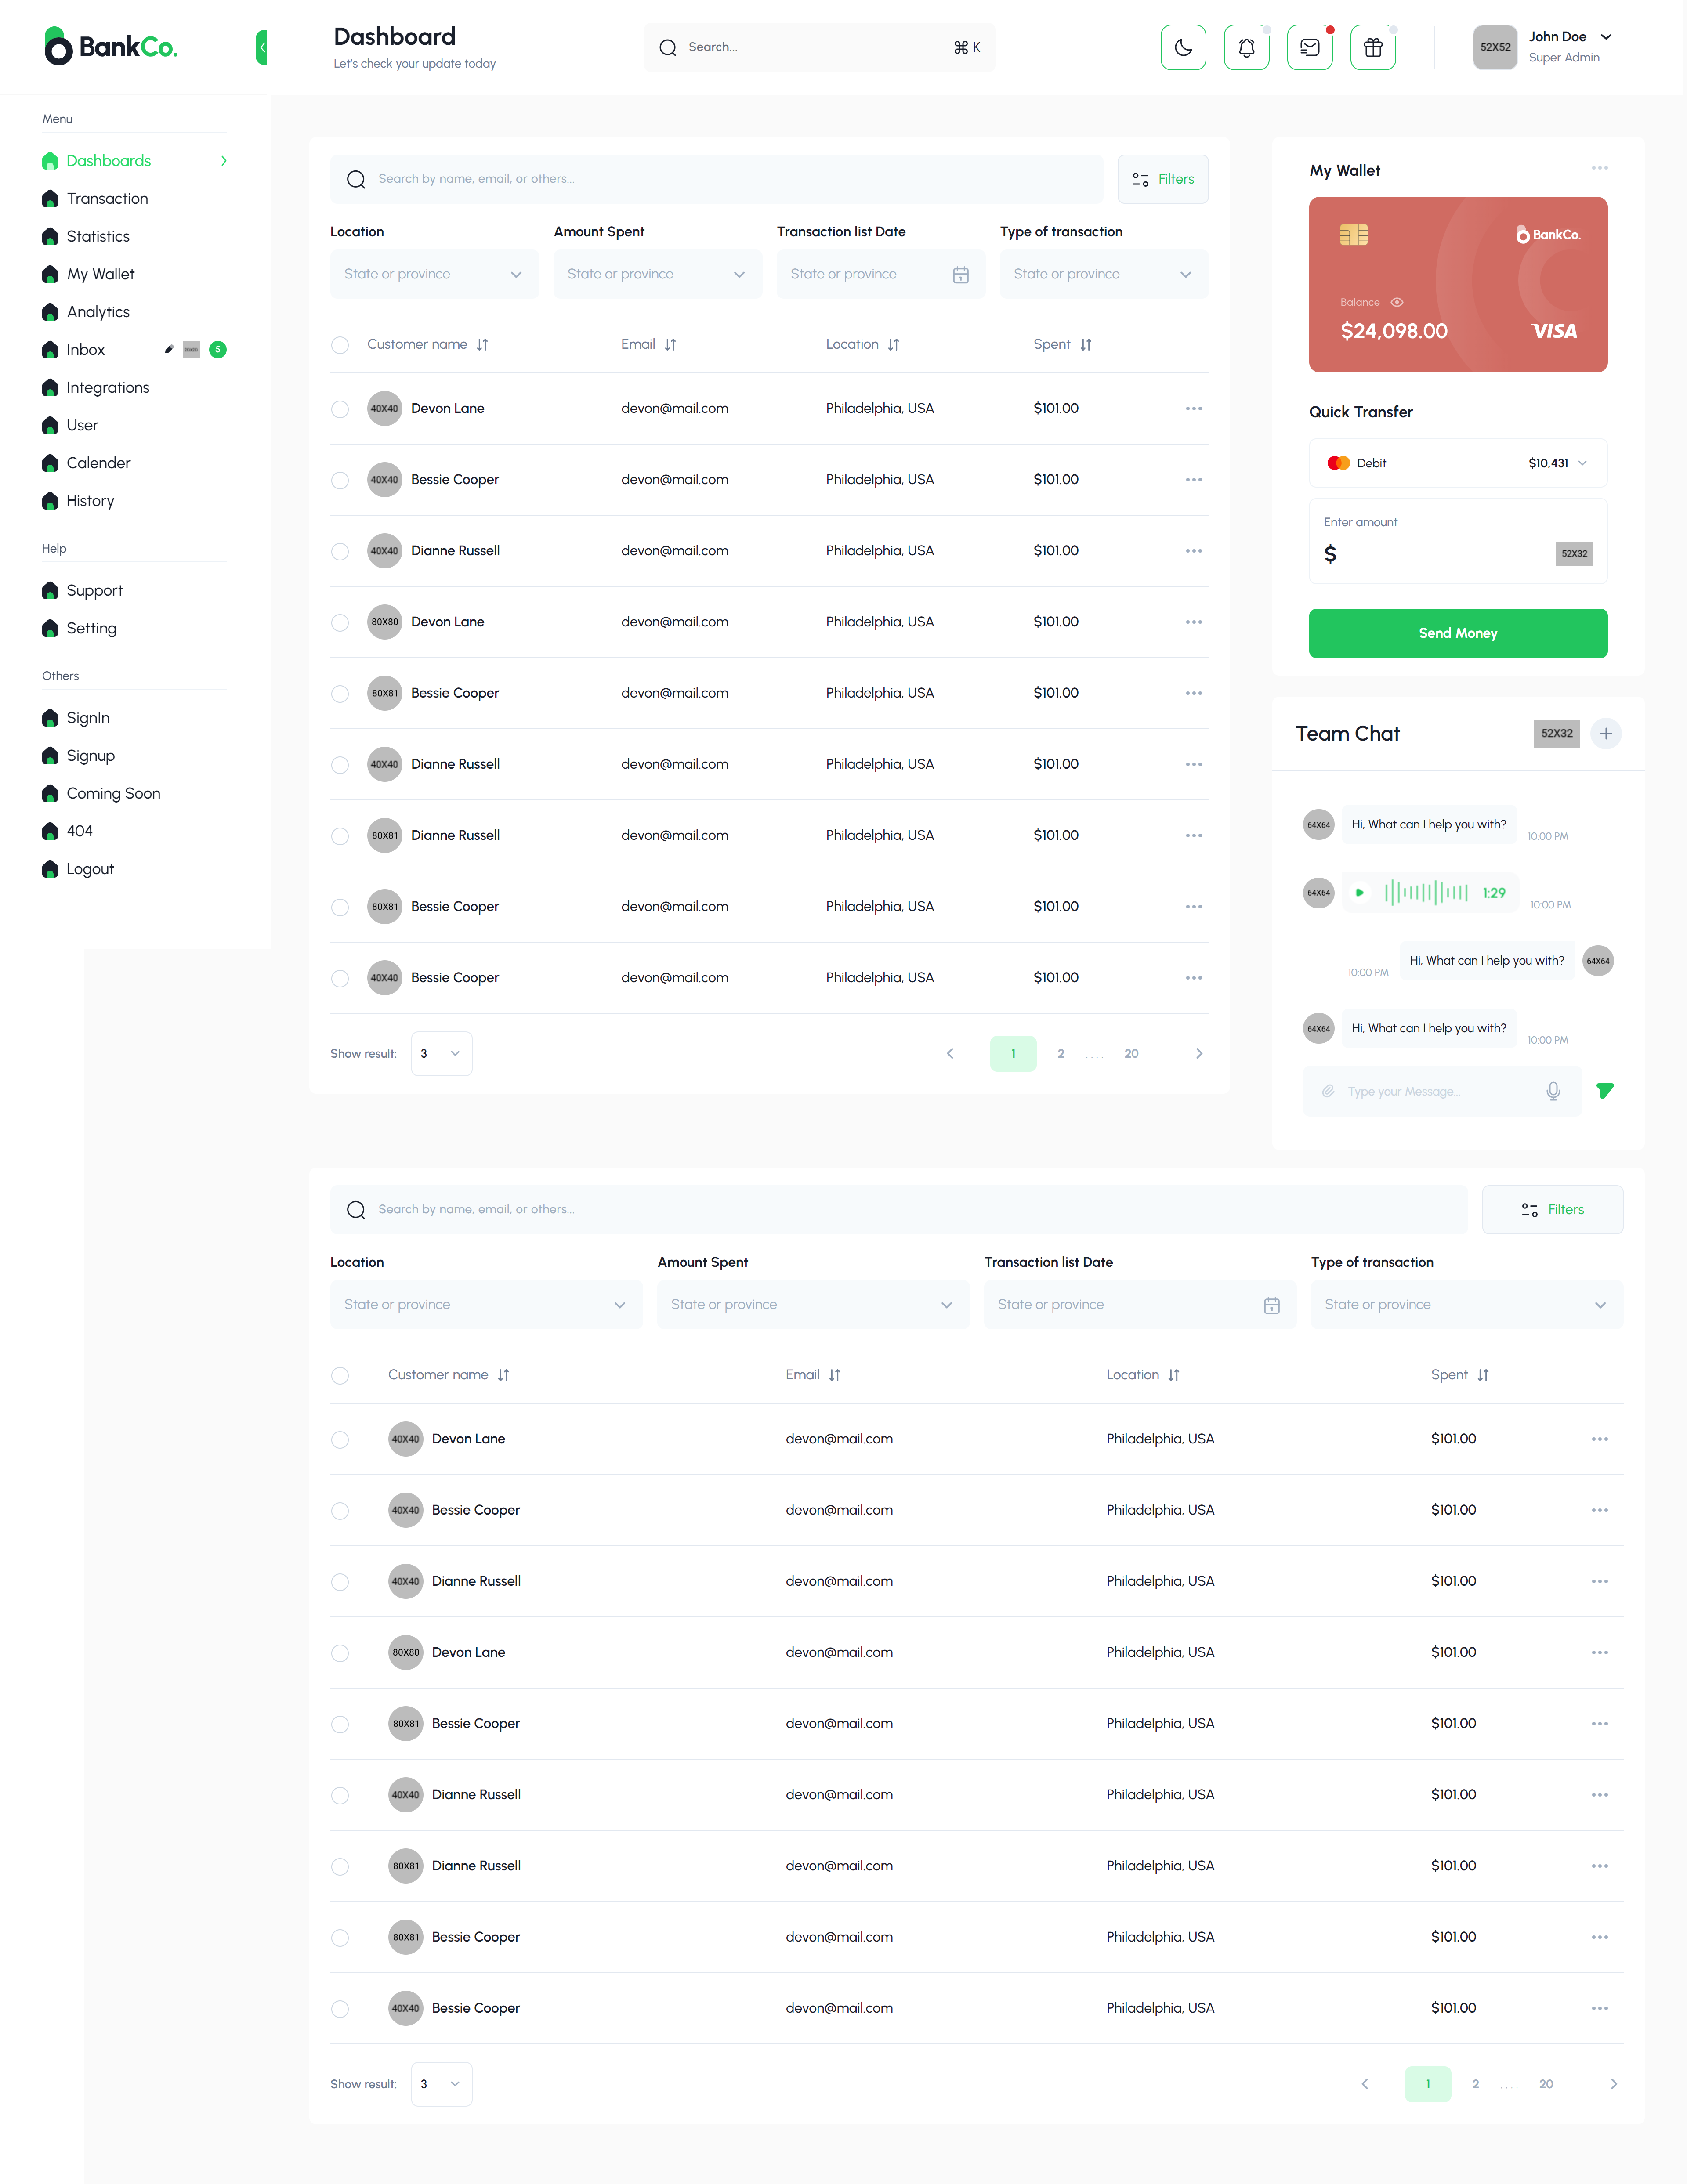 BankCo.
Dashboard
Let's check your update today
Search...
⌘ K
52X52
John Doe
Super Admin
Menu
Dashboards
Transaction
Statistics
My Wallet
Analytics
Inbox
5
Integrations
User
Calender
History
Help
Support
Setting
Others
SignIn
Signup
Coming Soon
404
Logout
Search by name, email, or others...
Filters
Location
Amount Spent
Transaction list Date
Type of transaction
State or province
State or province
State or province
State or province
Customer name
Email
Location
Spent
40X40 Devon Lane devon@mail.com Philadelphia, USA $101.00
40X40 Bessie Cooper devon@mail.com Philadelphia, USA $101.00
40X40 Dianne Russell devon@mail.com Philadelphia, USA $101.00
80X80 Devon Lane devon@mail.com Philadelphia, USA $101.00
80X81 Bessie Cooper devon@mail.com Philadelphia, USA $101.00
40X40 Dianne Russell devon@mail.com Philadelphia, USA $101.00
80X81 Dianne Russell devon@mail.com Philadelphia, USA $101.00
80X81 Bessie Cooper devon@mail.com Philadelphia, USA $101.00
40X40 Bessie Cooper devon@mail.com Philadelphia, USA $101.00
Show result: 3
1 2 .... 20
My Wallet
BankCo.
Balance
$24,098.00
VISA
Quick Transfer
Debit
$10,431
Enter amount
$
52X32
Send Money
Team Chat
52X32
64X64 Hi, What can I help you with? 10:00 PM
64X64 1:29 10:00 PM
10:00 PM Hi, What can I help you with? 64X64
64X64 Hi, What can I help you with? 10:00 PM
Type your Message...
Search by name, email, or others...
Filters
Location
Amount Spent
Transaction list Date
Type of transaction
State or province
State or province
State or province
State or province
Customer name
Email
Location
Spent
40X40 Devon Lane devon@mail.com Philadelphia, USA $101.00
40X40 Bessie Cooper devon@mail.com Philadelphia, USA $101.00
40X40 Dianne Russell devon@mail.com Philadelphia, USA $101.00
80X80 Devon Lane devon@mail.com Philadelphia, USA $101.00
80X81 Bessie Cooper devon@mail.com Philadelphia, USA $101.00
40X40 Dianne Russell devon@mail.com Philadelphia, USA $101.00
80X81 Dianne Russell devon@mail.com Philadelphia, USA $101.00
80X81 Bessie Cooper devon@mail.com Philadelphia, USA $101.00
40X40 Bessie Cooper devon@mail.com Philadelphia, USA $101.00
Show result: 3
1 2 .... 20